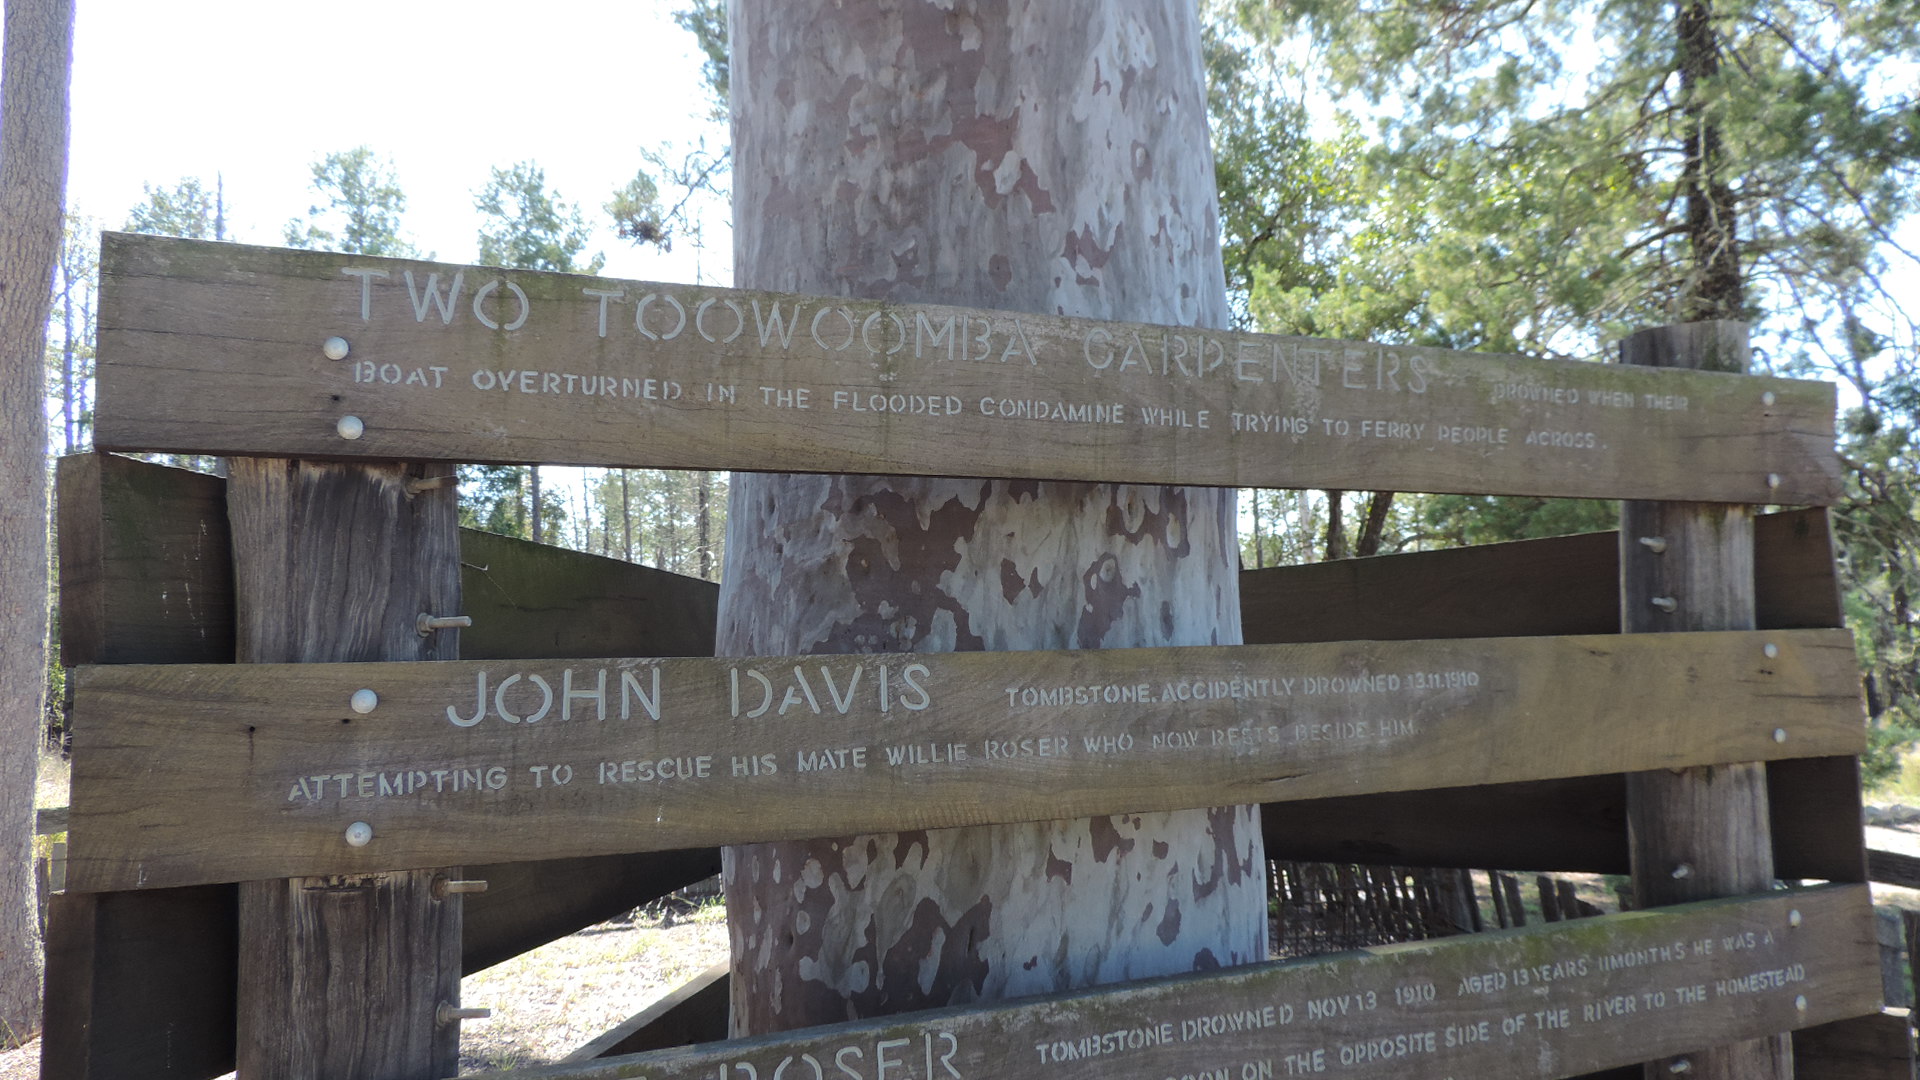 TWO TOOWOOMBA CARPENTERS DROWNED WHEN THEIR
BOAT OVERTURNED IN THE FLOODED CONDAMINE WHILE TRYING TO FERRY PEOPLE ACROSS.
JOHN DAVIS TOMBSTONE. ACCIDENTLY DROWNED 13.11.1910
ATTEMPTING TO RESCUE HIS MATE WILLIE ROSER WHO NOW RESTS BESIDE HIM.
ROSER TOMBSTONE DROWNED NOV 13 1910 AGED 13 YEARS 11 MONTHS HE WAS A
ON THE OPPOSITE SIDE OF THE RIVER TO THE HOMESTEAD